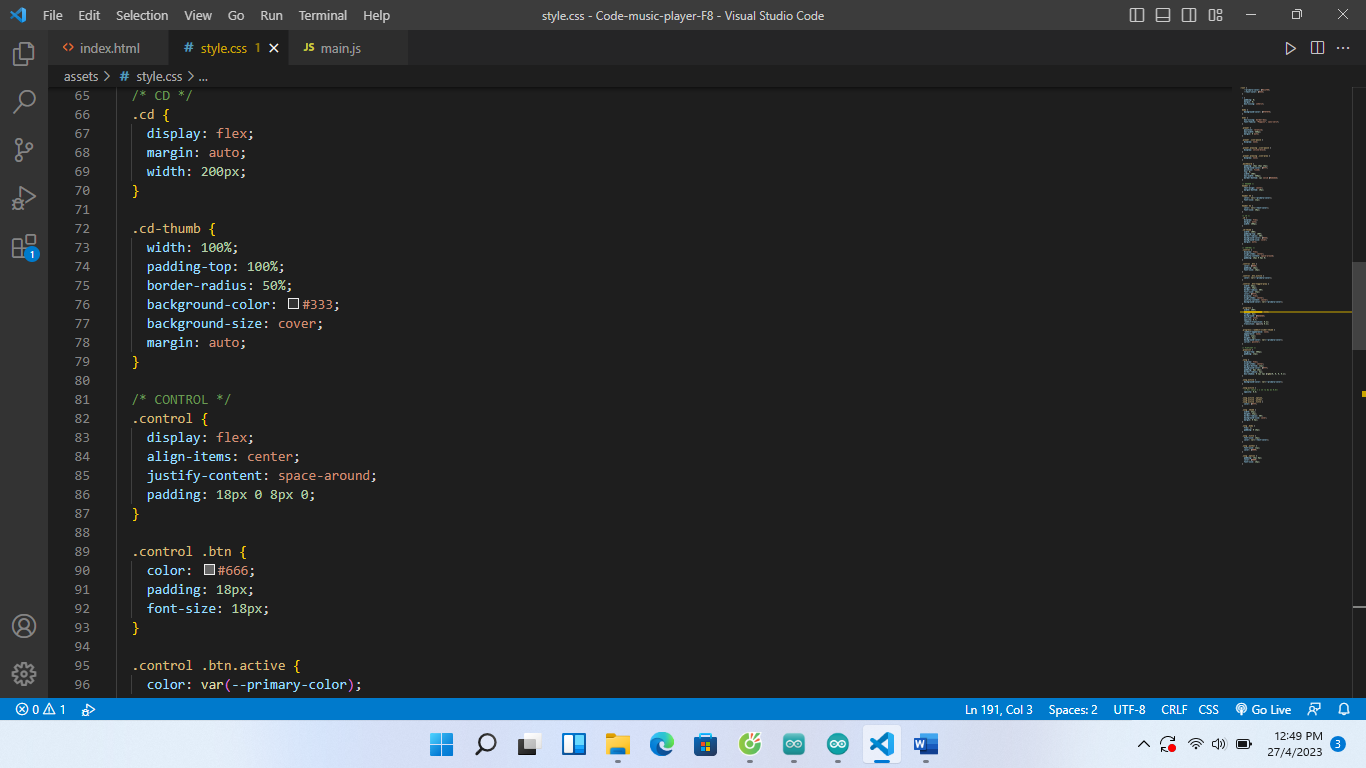 File Edit Selection View Go Run Terminal Help
style.css - Code-music-player-F8 - Visual Studio Code
index.html
style.css 1
JS main.js
assets > # style.css > ...
65 /* CD */
66 .cd {
67 display: flex;
68 margin: auto;
69 width: 200px;
70 }
71
72 .cd-thumb {
73 width: 100%;
74 padding-top: 100%;
75 border-radius: 50%;
76 background-color: #333;
77 background-size: cover;
78 margin: auto;
79 }
80
81 /* CONTROL */
82 .control {
83 display: flex;
84 align-items: center;
85 justify-content: space-around;
86 padding: 18px 0 8px 0;
87 }
88
89 .control .btn {
90 color: #666;
91 padding: 18px;
92 font-size: 18px;
93 }
94
95 .control .btn.active {
96 color: var(--primary-color);
1
0 1
Ln 191, Col 3 Spaces: 2 UTF-8 CRLF CSS Go Live
12:49 PM
27/4/2023
3